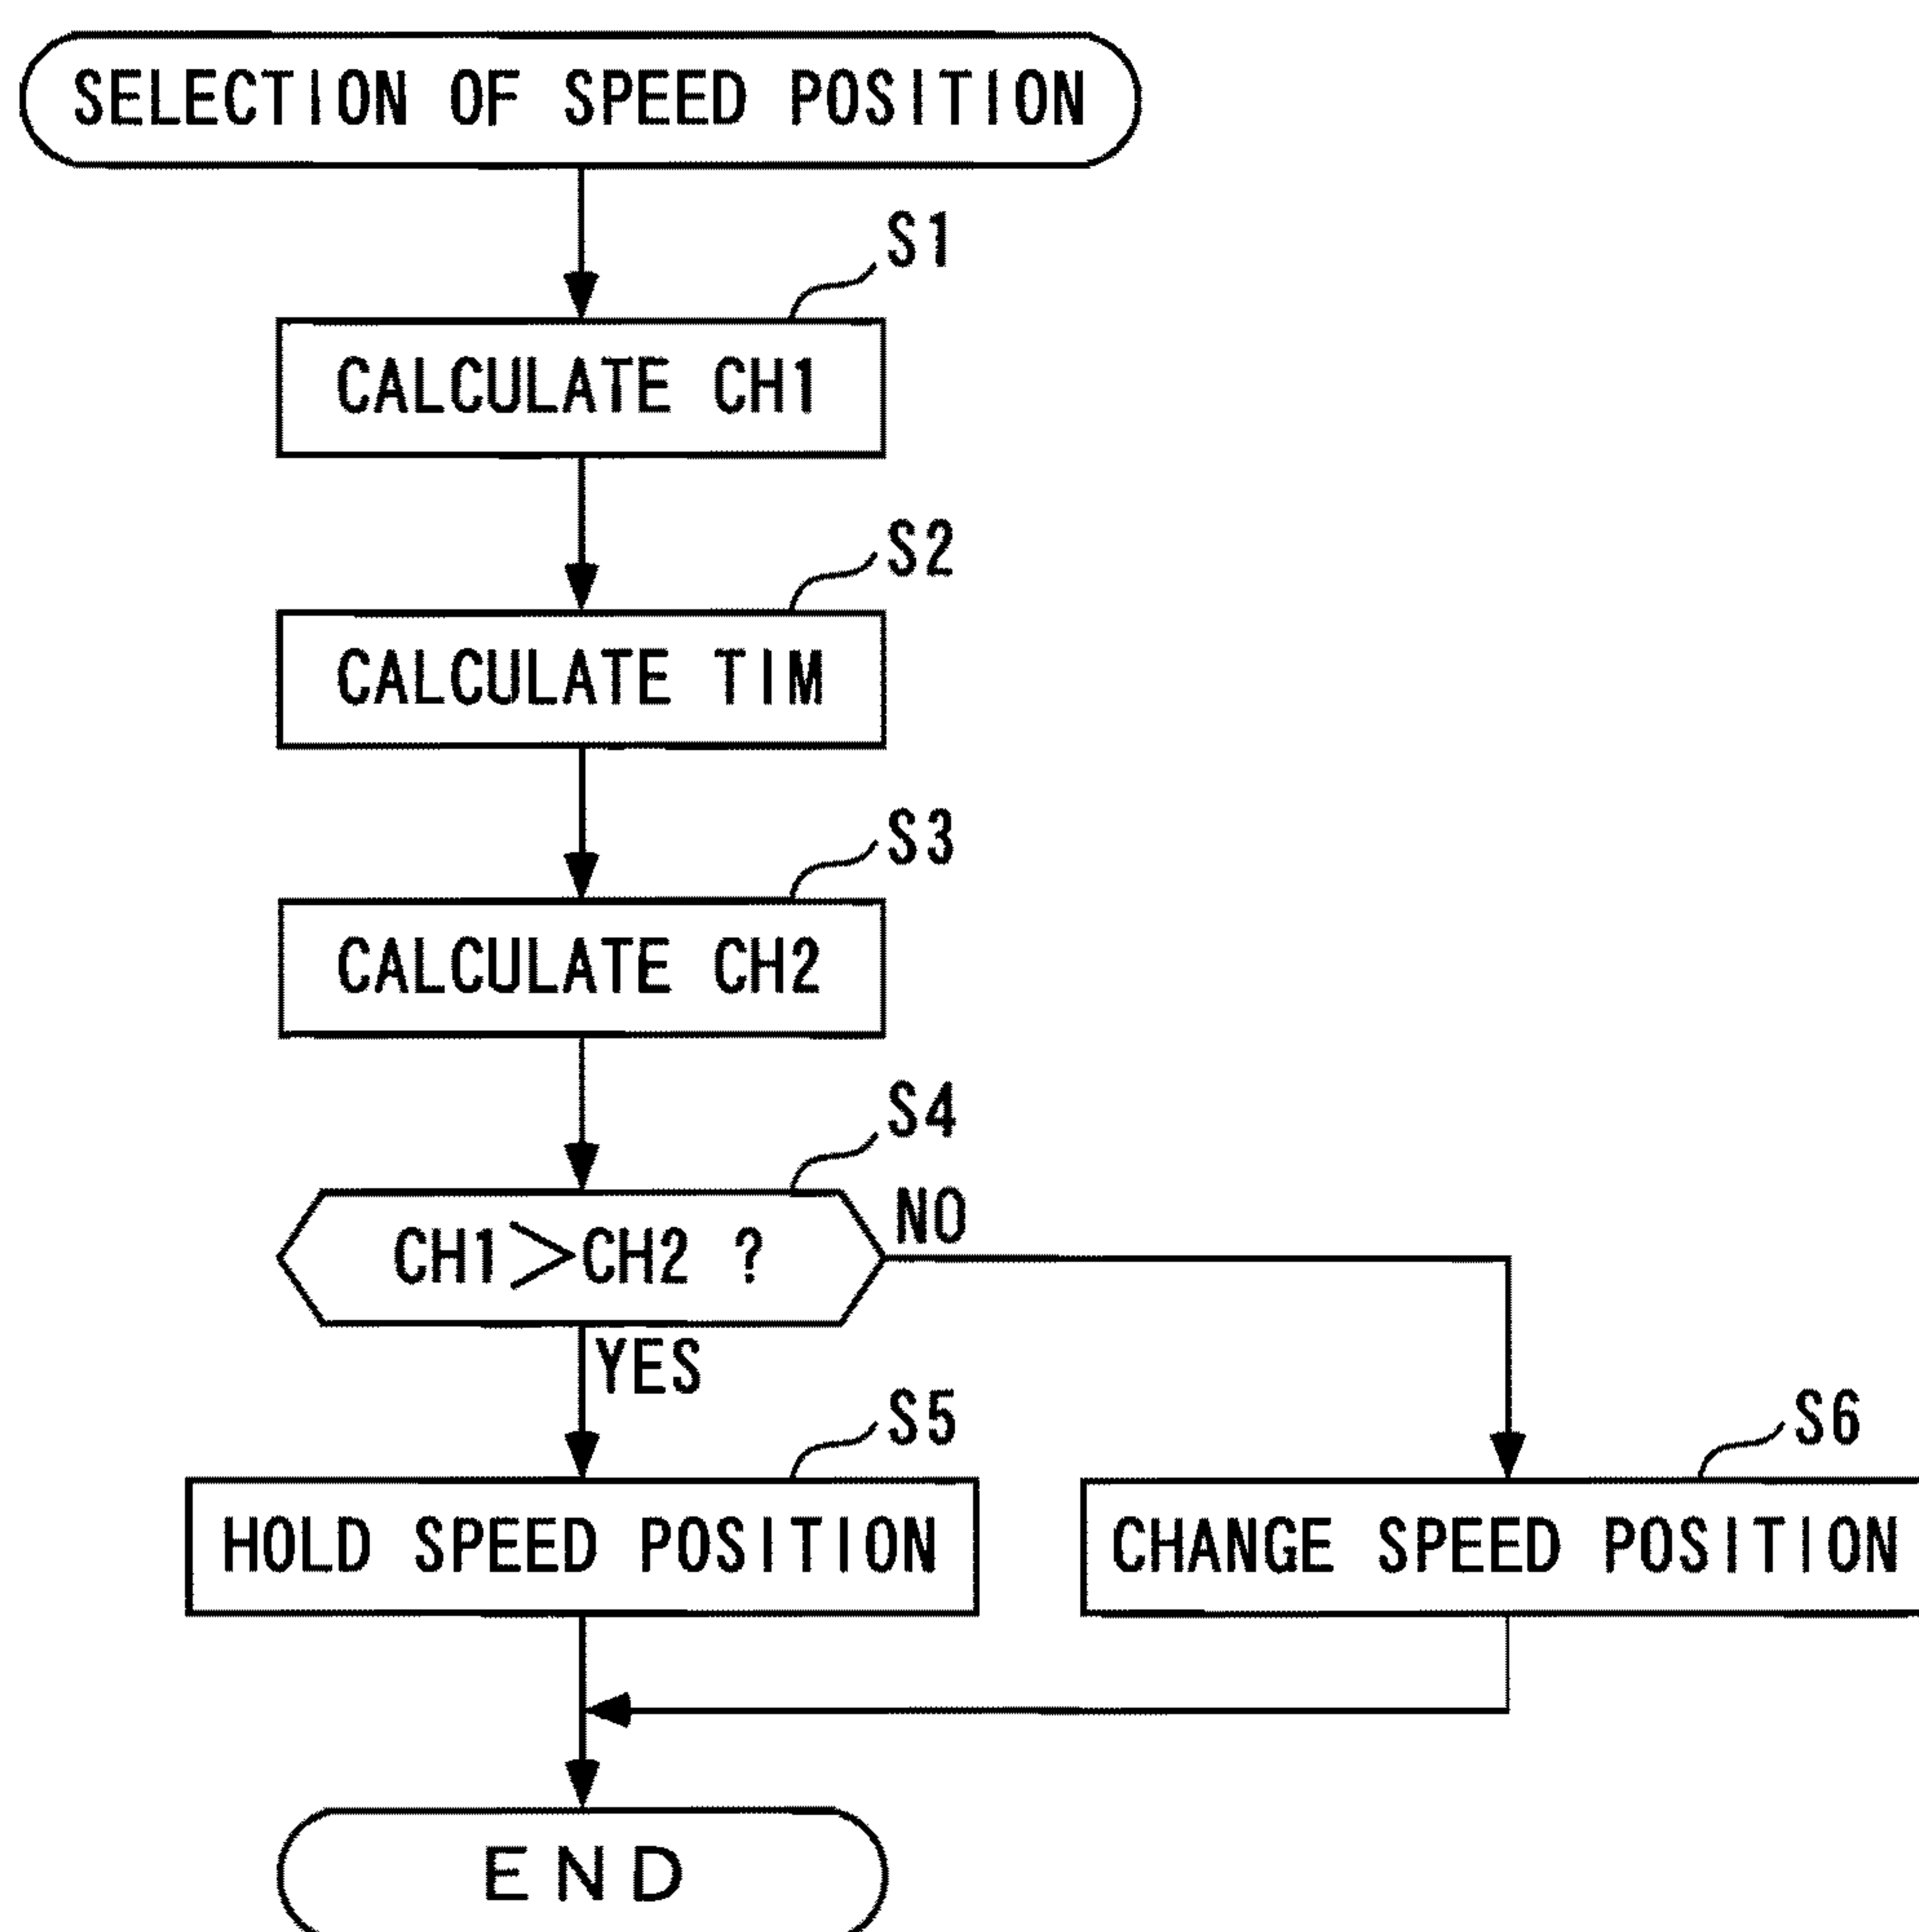 SELECTION OF SPEED POSITION
S1
CALCULATE CH1
S2
CALCULATE TIM
S3
CALCULATE CH2
S4
CH1>CH2 ?
NO
YES
S5
HOLD SPEED POSITION
S6
CHANGE SPEED POSITION
END